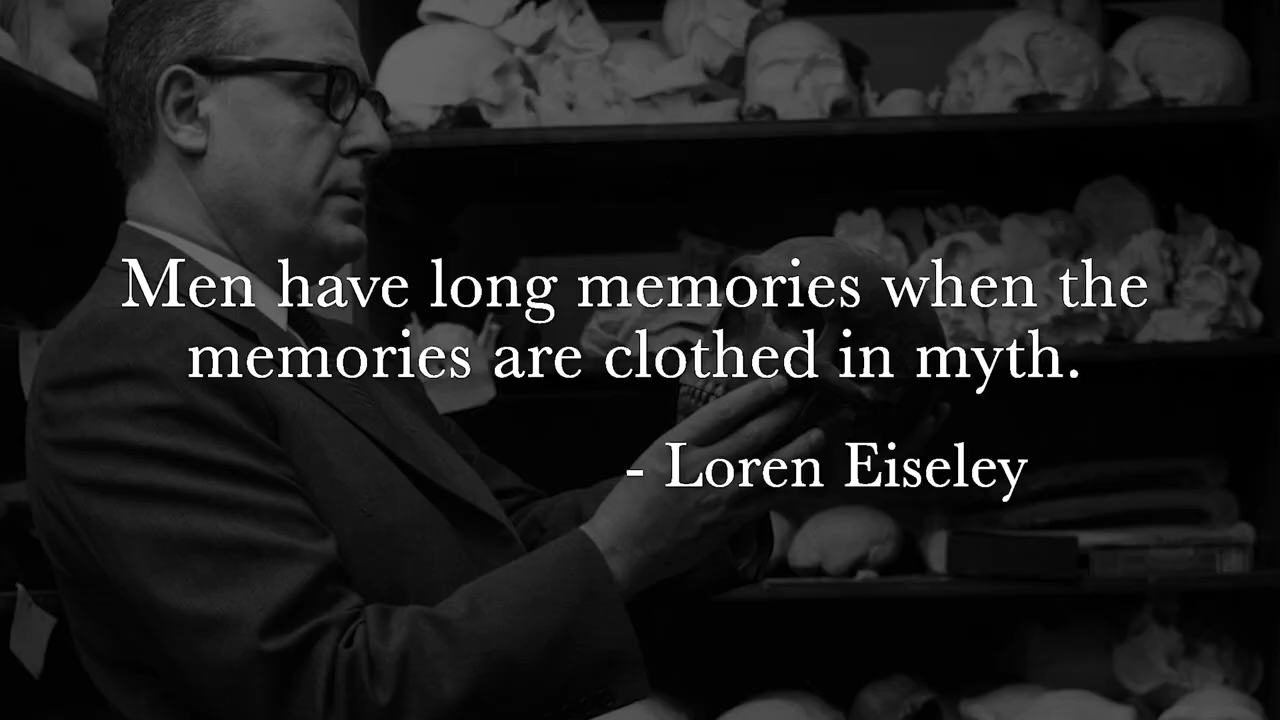 Men have long memories when the
memories are clothed in myth.
- Loren Eiseley